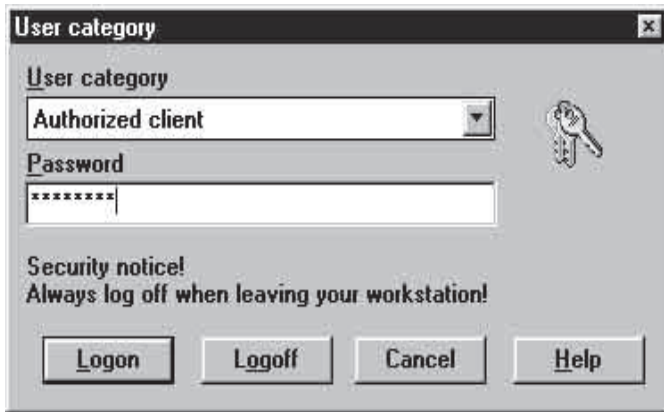 User category
User category
Authorized client
Password
********
Security notice!
Always log off when leaving your workstation!
Logon Logoff Cancel Help